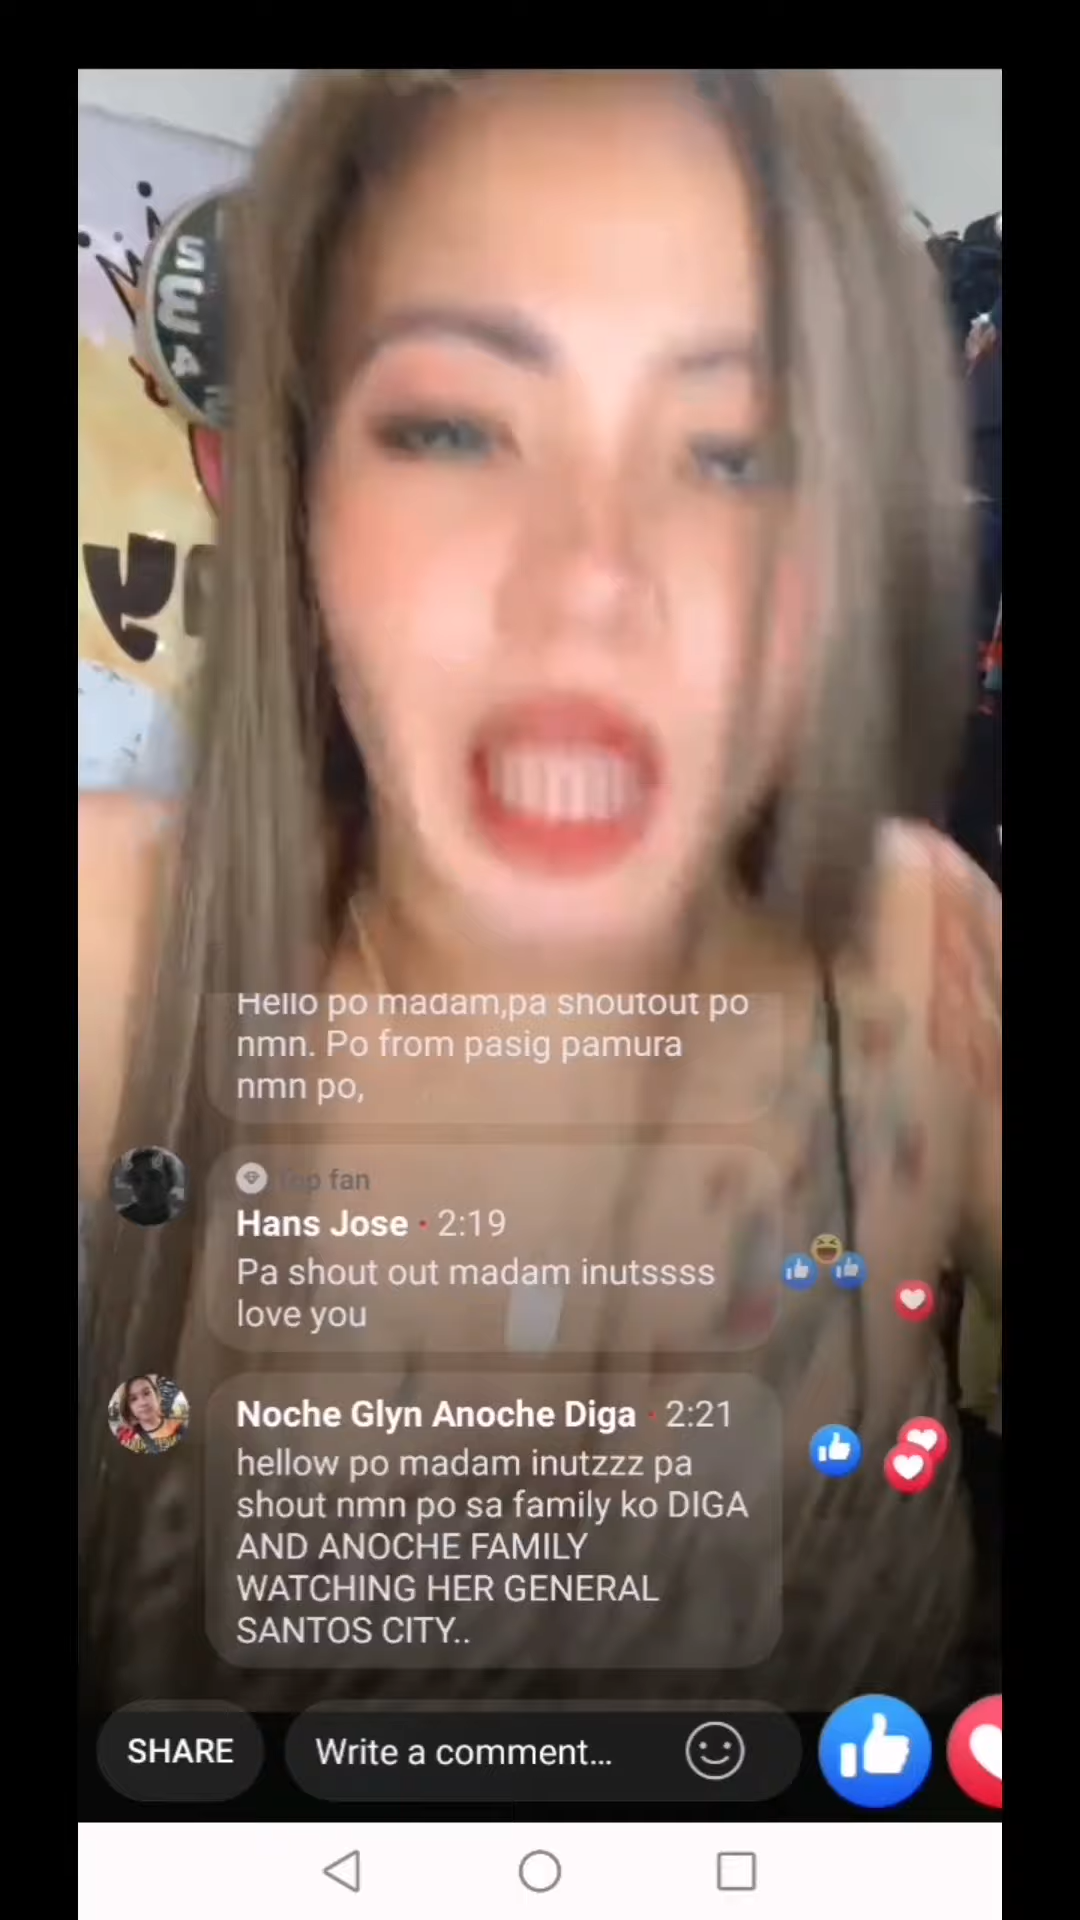 Hello po madam,pa shoutout po
nmn. Po from pasig pamura
nmn po,
Top fan
Hans Jose · 2:19
Pa shout out madam inutssss
love you
Noche Glyn Anoche Diga · 2:21
hellow po madam inutzzz pa
shout nmn po sa family ko DIGA
AND ANOCHE FAMILY
WATCHING HER GENERAL
SANTOS CITY..
SHARE
Write a comment...